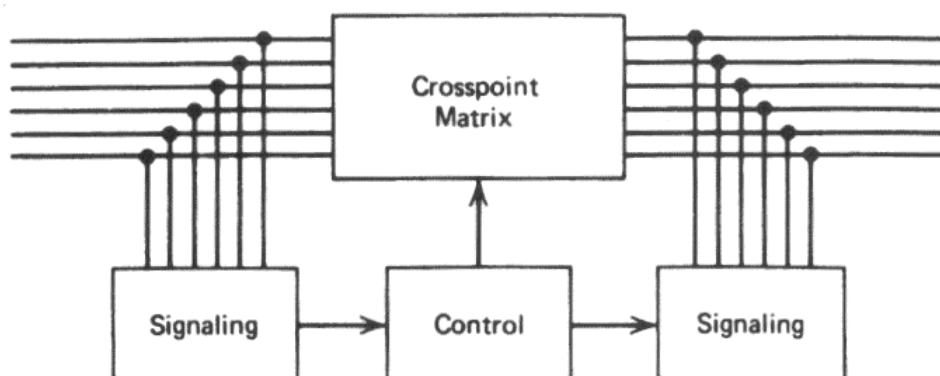 Crosspoint
Matrix
Signaling
Control
Signaling